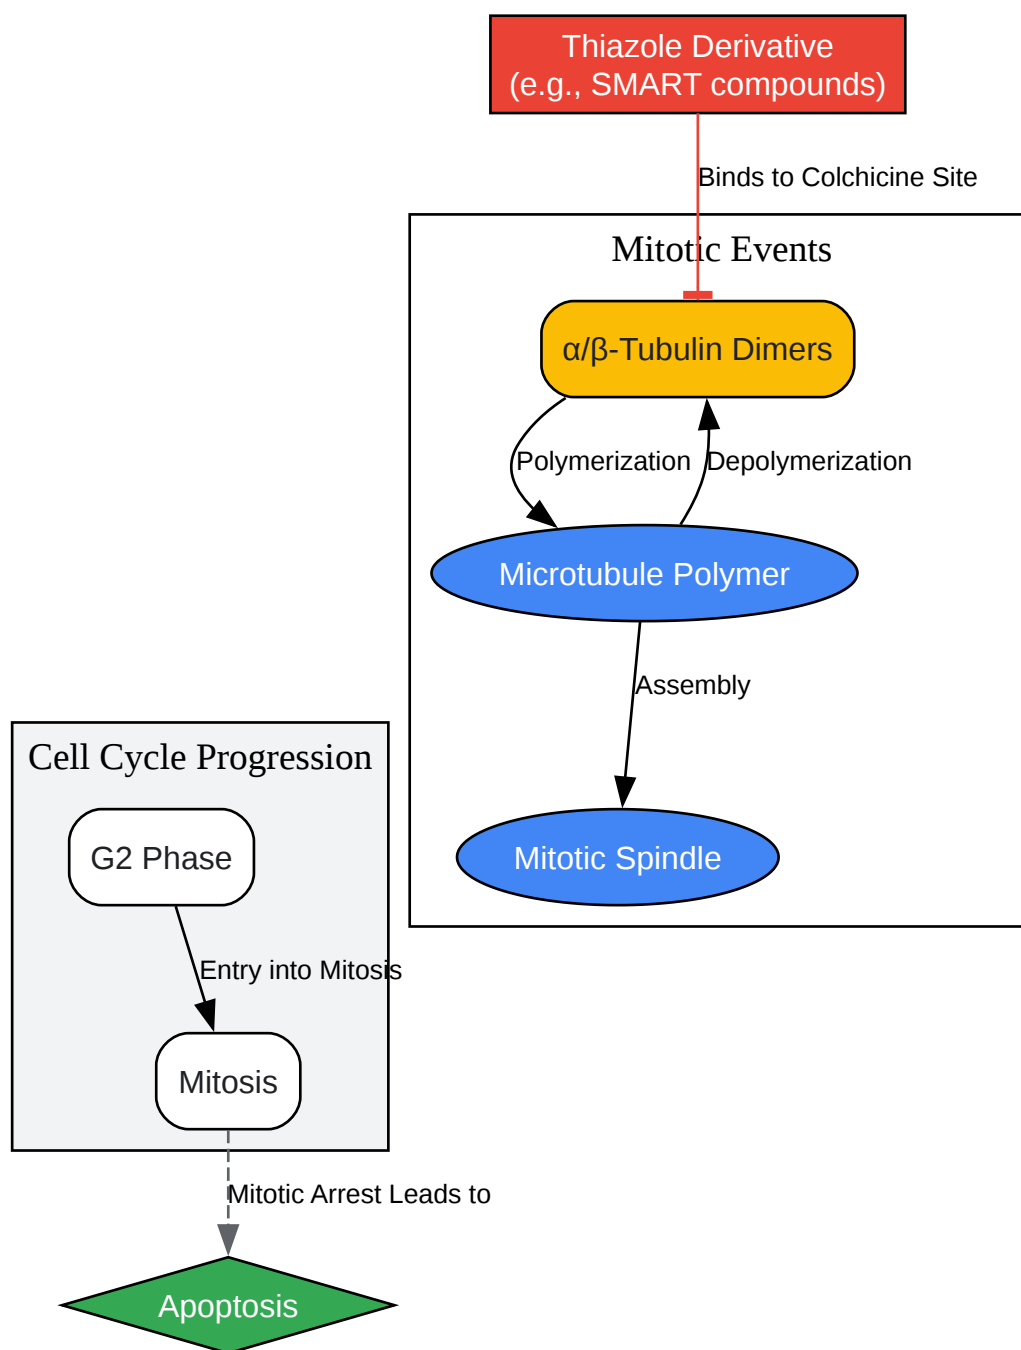 Thiazole Derivative
(e.g., SMART compounds)
Binds to Colchicine Site
Mitotic Events
α/β-Tubulin Dimers
Polymerization
Depolymerization
Microtubule Polymer
Assembly
Mitotic Spindle
Cell Cycle Progression
G2 Phase
Entry into Mitosis
Mitosis
Mitotic Arrest Leads to
Apoptosis